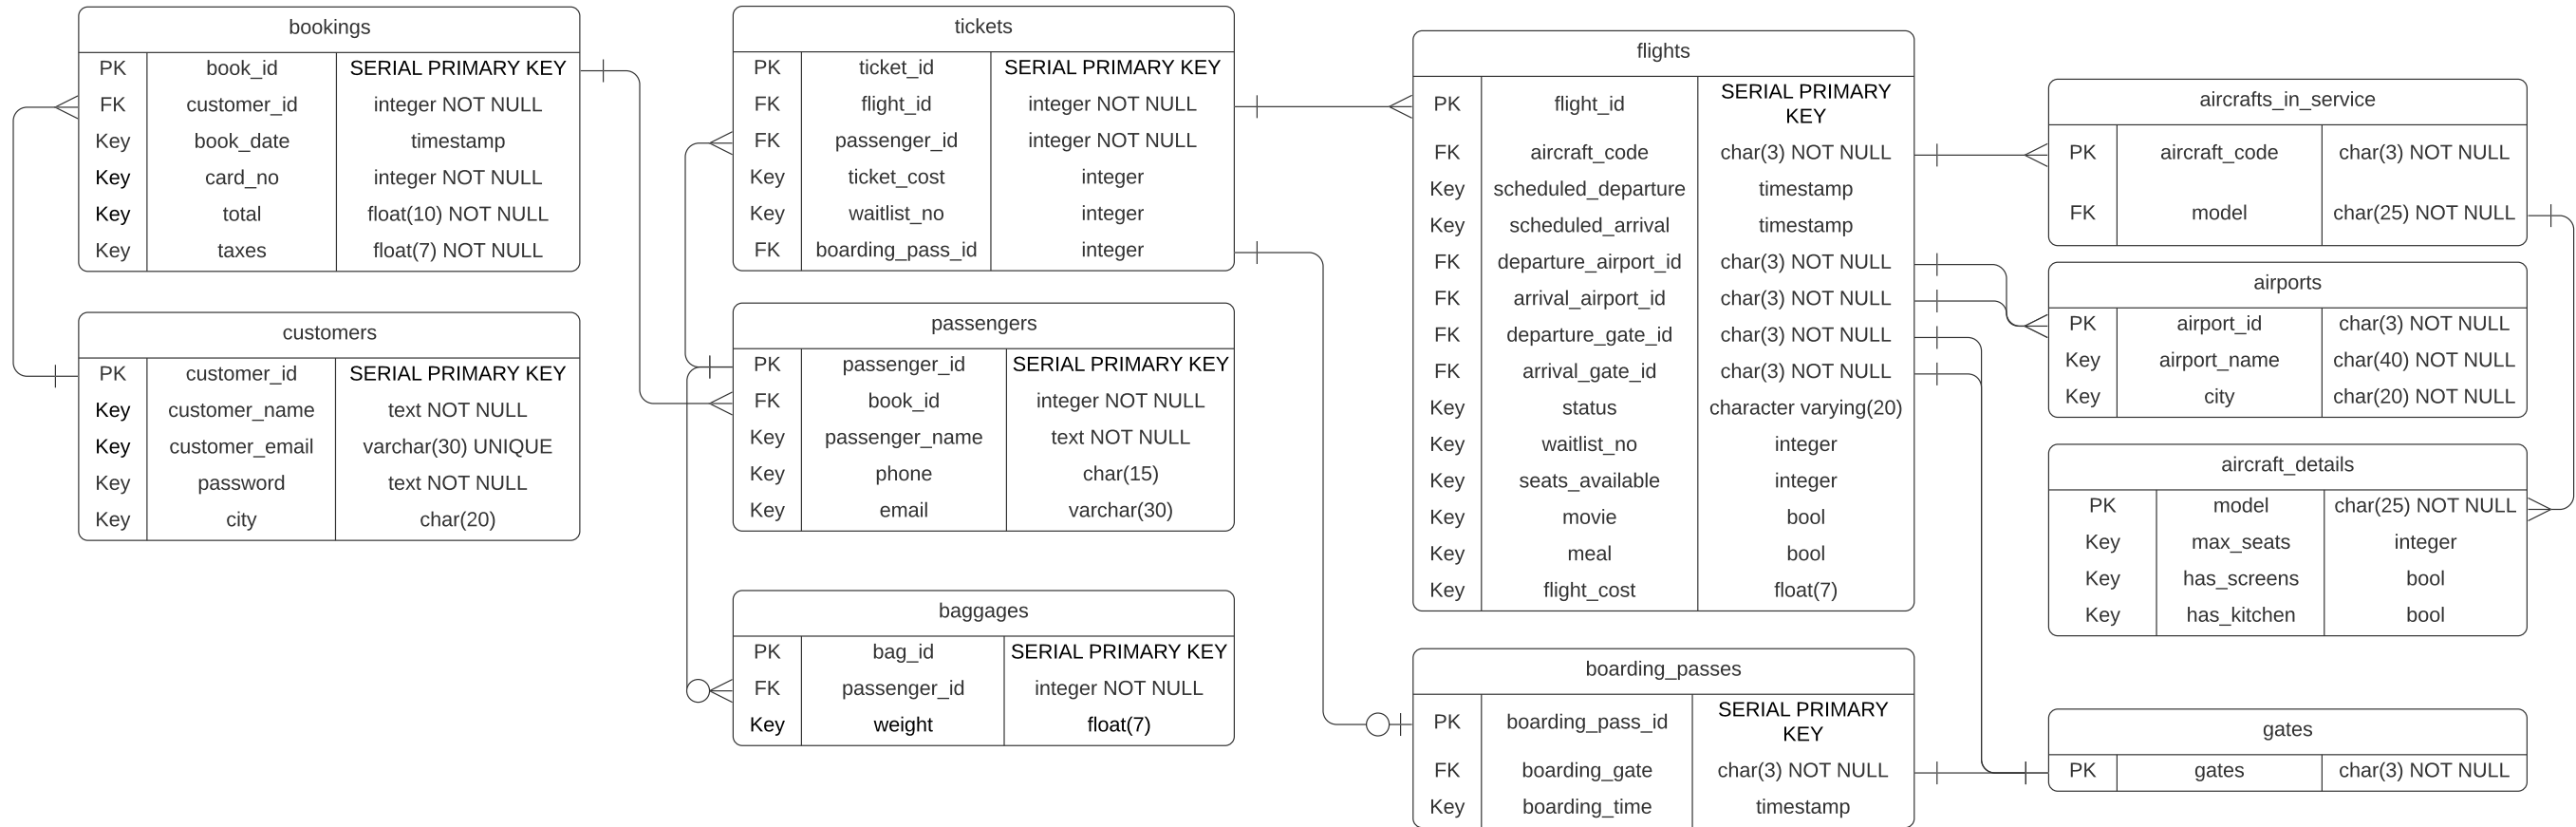 bookings
PK book_id SERIAL PRIMARY KEY
FK customer_id integer NOT NULL
Key book_date timestamp
Key card_no integer NOT NULL
Key total float(10) NOT NULL
Key taxes float(7) NOT NULL
customers
PK customer_id SERIAL PRIMARY KEY
Key customer_name text NOT NULL
Key customer_email varchar(30) UNIQUE
Key password text NOT NULL
Key city char(20)
tickets
PK ticket_id SERIAL PRIMARY KEY
FK flight_id integer NOT NULL
FK passenger_id integer NOT NULL
Key ticket_cost integer
Key waitlist_no integer
FK boarding_pass_id integer
passengers
PK passenger_id SERIAL PRIMARY KEY
FK book_id integer NOT NULL
Key passenger_name text NOT NULL
Key phone char(15)
Key email varchar(30)
baggages
PK bag_id SERIAL PRIMARY KEY
FK passenger_id integer NOT NULL
Key weight float(7)
flights
PK flight_id SERIAL PRIMARY
KEY
FK aircraft_code char(3) NOT NULL
Key scheduled_departure timestamp
Key scheduled_arrival timestamp
FK departure_airport_id char(3) NOT NULL
FK arrival_airport_id char(3) NOT NULL
FK departure_gate_id char(3) NOT NULL
FK arrival_gate_id char(3) NOT NULL
Key status character varying(20)
Key waitlist_no integer
Key seats_available integer
Key movie bool
Key meal bool
Key flight_cost float(7)
boarding_passes
PK boarding_pass_id SERIAL PRIMARY
KEY
FK boarding_gate char(3) NOT NULL
Key boarding_time timestamp
aircrafts_in_service
PK aircraft_code char(3) NOT NULL
FK model char(25) NOT NULL
airports
PK airport_id char(3) NOT NULL
Key airport_name char(40) NOT NULL
Key city char(20) NOT NULL
aircraft_details
PK model char(25) NOT NULL
Key max_seats integer
Key has_screens bool
Key has_kitchen bool
gates
PK gates char(3) NOT NULL